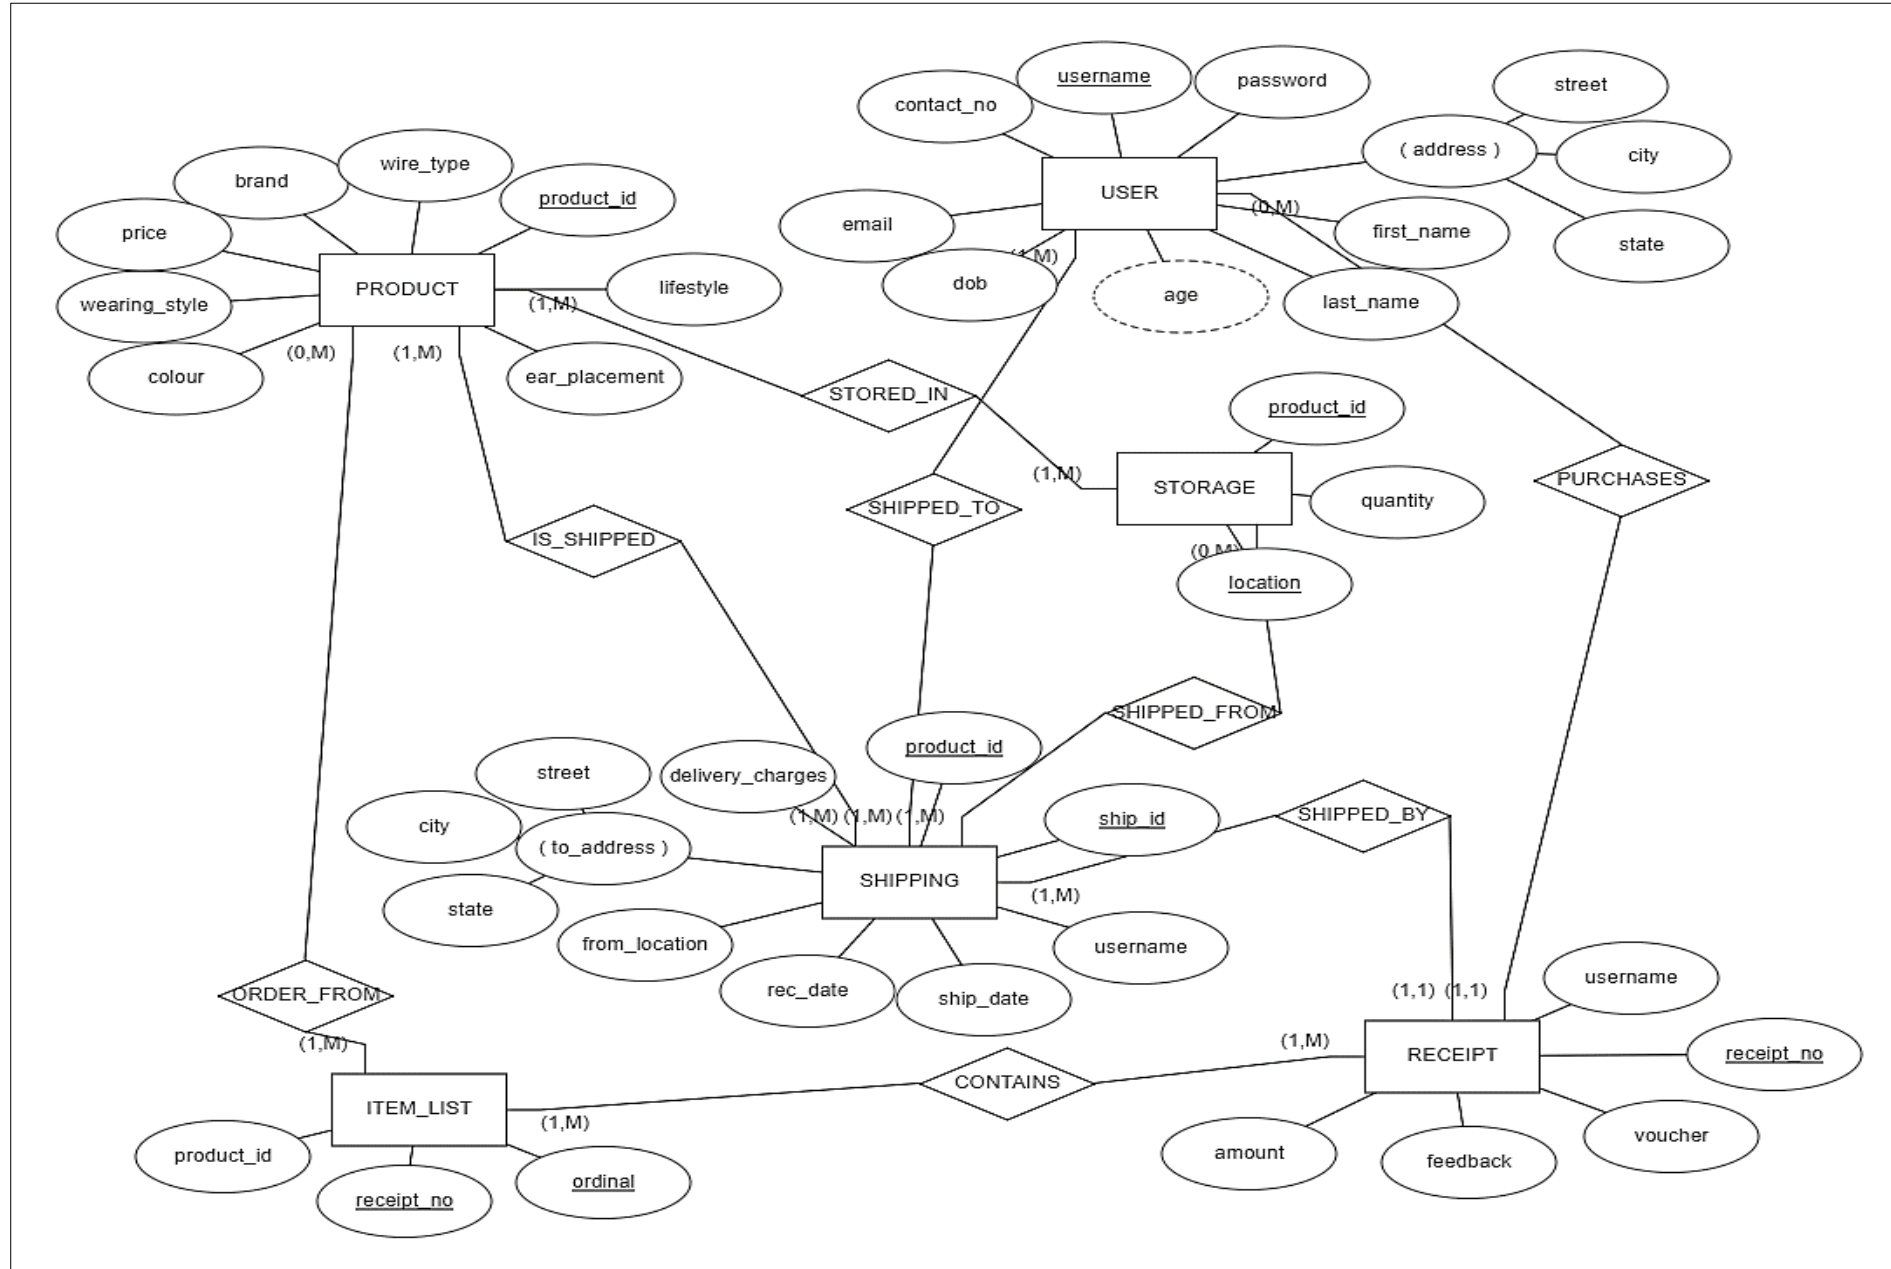 username
password
street
contact_no
( address )
city
wire_type
brand
product_id
USER
(0,M)
email
first_name
state
price
(1,M)
dob
age
last_name
PRODUCT
lifestyle
wearing_style
(1,M)
(0,M)
(1,M)
colour
ear_placement
STORED_IN
product_id
(1,M)
STORAGE
quantity
PURCHASES
SHIPPED_TO
IS_SHIPPED
(0,M)
location
SHIPPED_FROM
product_id
street
delivery_charges
(1,M)
(1,M)
(1,M)
ship_id
SHIPPED_BY
city
( to_address )
SHIPPING
(1,M)
state
from_location
username
rec_date
ship_date
ORDER_FROM
(1,1)
(1,1)
username
(1,M)
(1,M)
RECEIPT
receipt_no
CONTAINS
ITEM_LIST
(1,M)
product_id
receipt_no
ordinal
amount
feedback
voucher